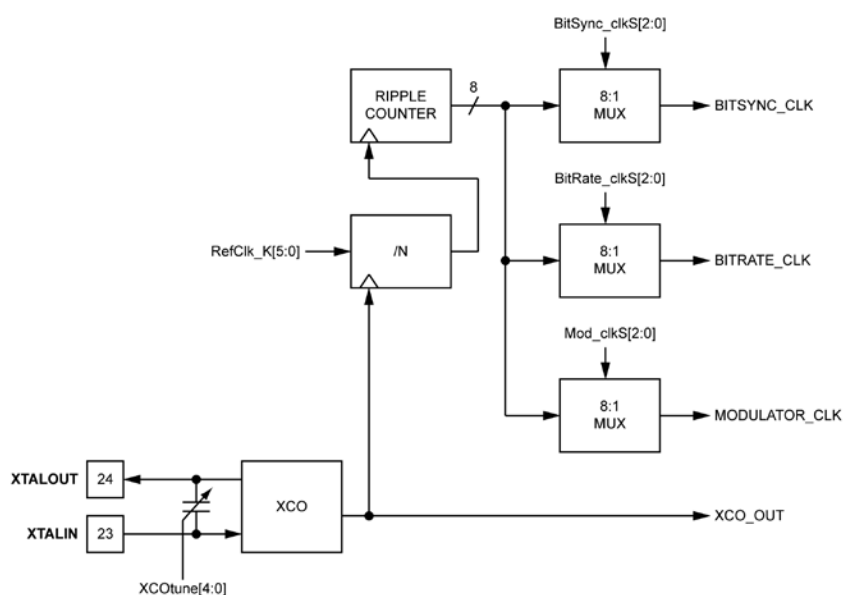 BitSync_clkS[2:0]
8
RIPPLE
COUNTER
8:1
MUX
BITSYNC_CLK
BitRate_clkS[2:0]
RefClk_K[5:0]
/N
8:1
MUX
BITRATE_CLK
Mod_clkS[2:0]
8:1
MUX
MODULATOR_CLK
XTALOUT
24
XCO
XTALIN
23
XCO_OUT
XCOtune[4:0]